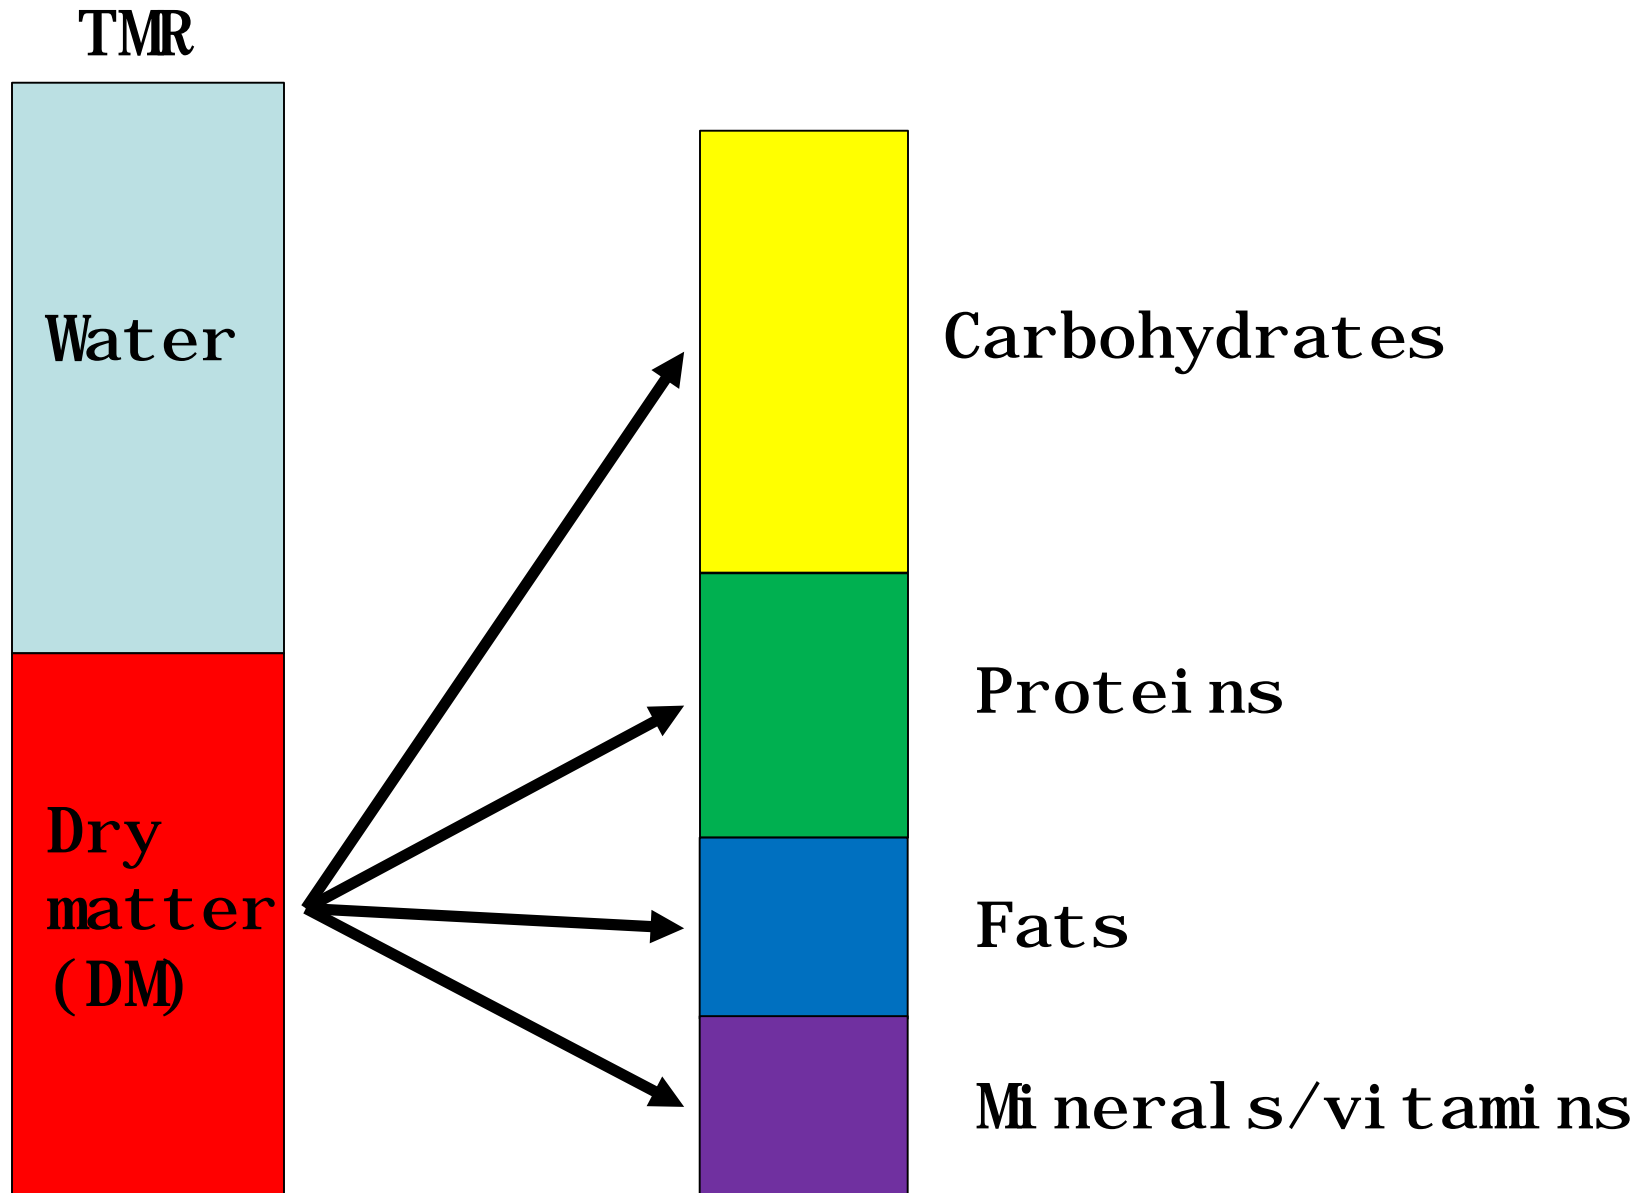 TMR
Water
Dry
matter
(DM)
Carbohydrates
Proteins
Fats
Minerals/vitamins